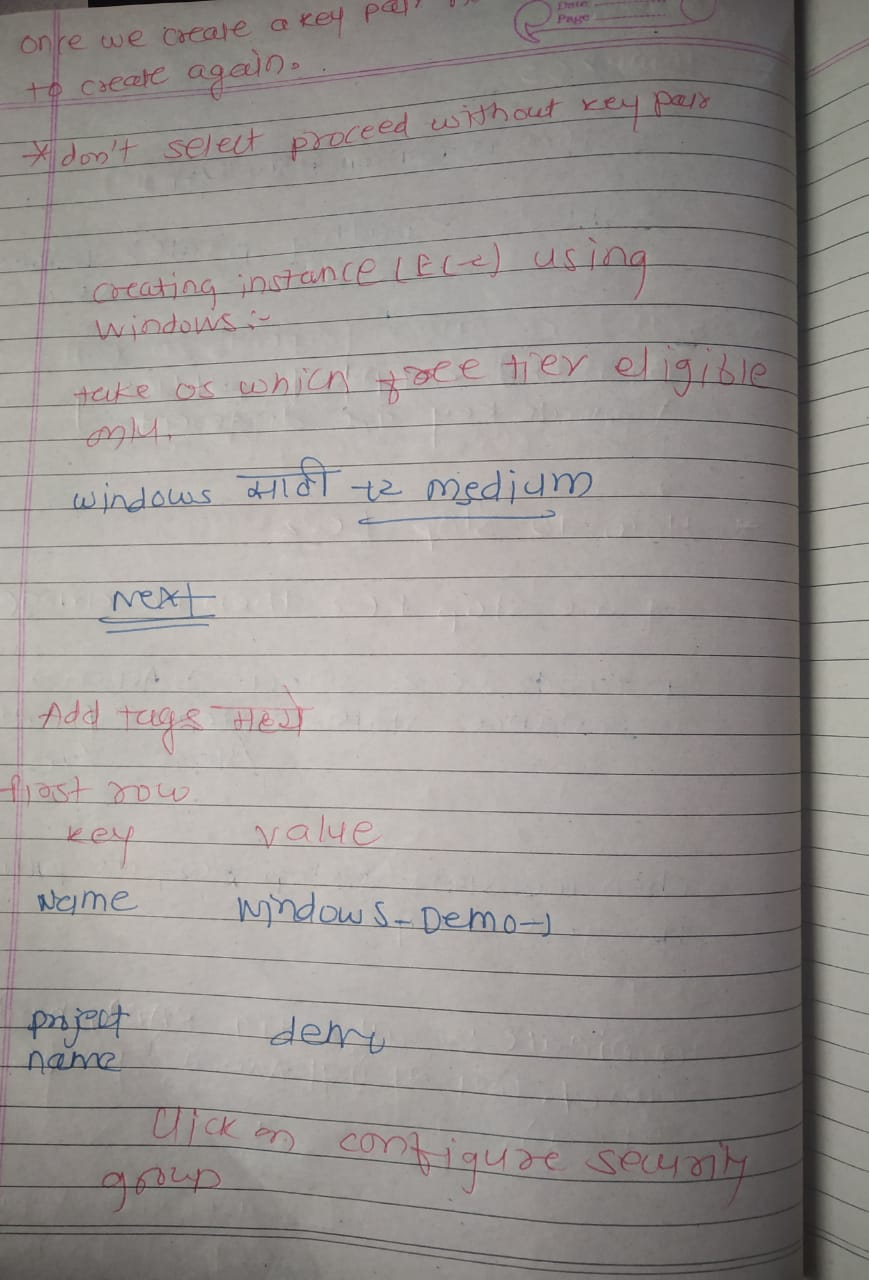 once we create a key
Date
Page
to create again.
* don't select proceed without key pair
creating instance (EC2) using
windows :-
take os which free tier eligible
only.
windows साठी t2 medium
Next
Add tags मध्ये
first row
key value
Name Windows-Demo-1
project demo
name
Click on configure security
group